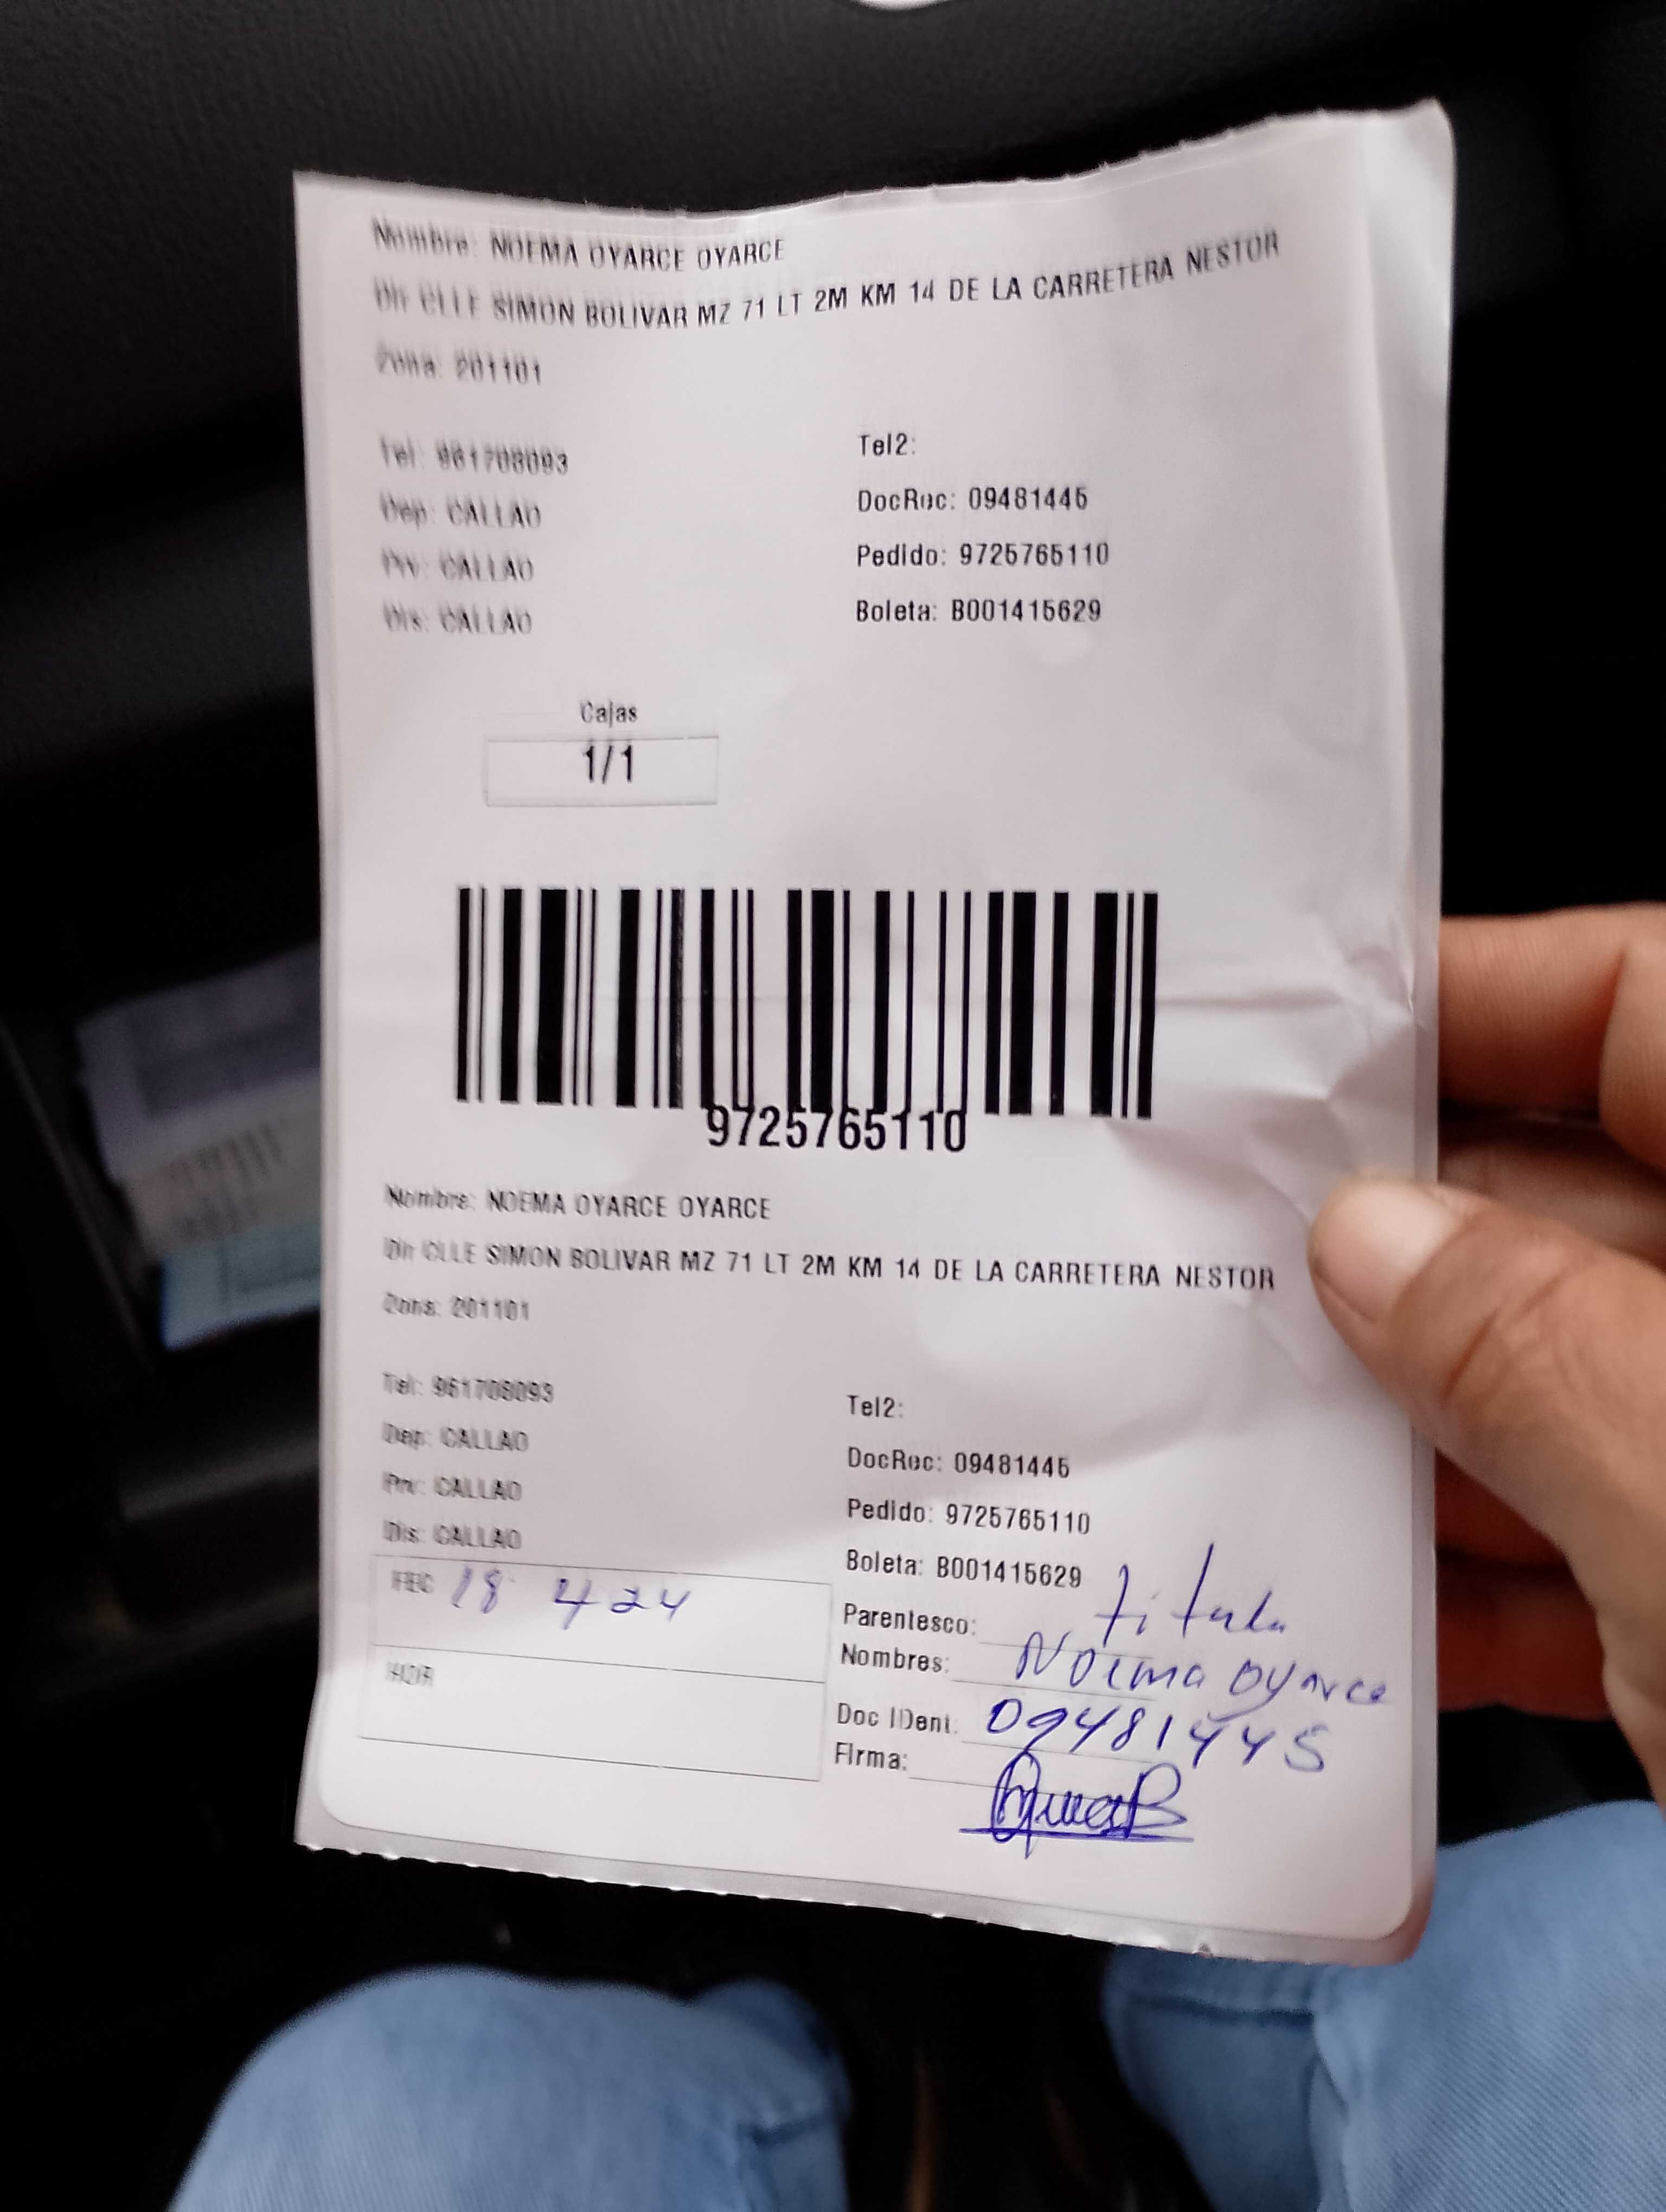 Nombre: NOEMA OYARCE OYARCE
Dir CLLE SIMON BOLIVAR MZ 71 LT 2M KM 14 DE LA CARRETERA NESTOR
Zona: 201101
Tel: 961708093
Tel2:
Dep: CALLAO
DocRec: 09481445
Prv: CALLAO
Pedido: 9725765110
Dis: CALLAO
Boleta: B001415629
Cajas
1/1
9725765110
Nombre: NOEMA OYARCE OYARCE
Dir CLLE SIMON BOLIVAR MZ 71 LT 2M KM 14 DE LA CARRETERA NESTOR
Zona: 201101
Tel: 961708093
Tel2:
Dep: CALLAO
DocRec: 09481445
Prv: CALLAO
Pedido: 9725765110
Dis: CALLAO
Boleta: B001415629
FEC 18 4 24
Parentesco: titula
Nombres: Noema oyarce
HOR
Doc IDent: 09481445
Firma: